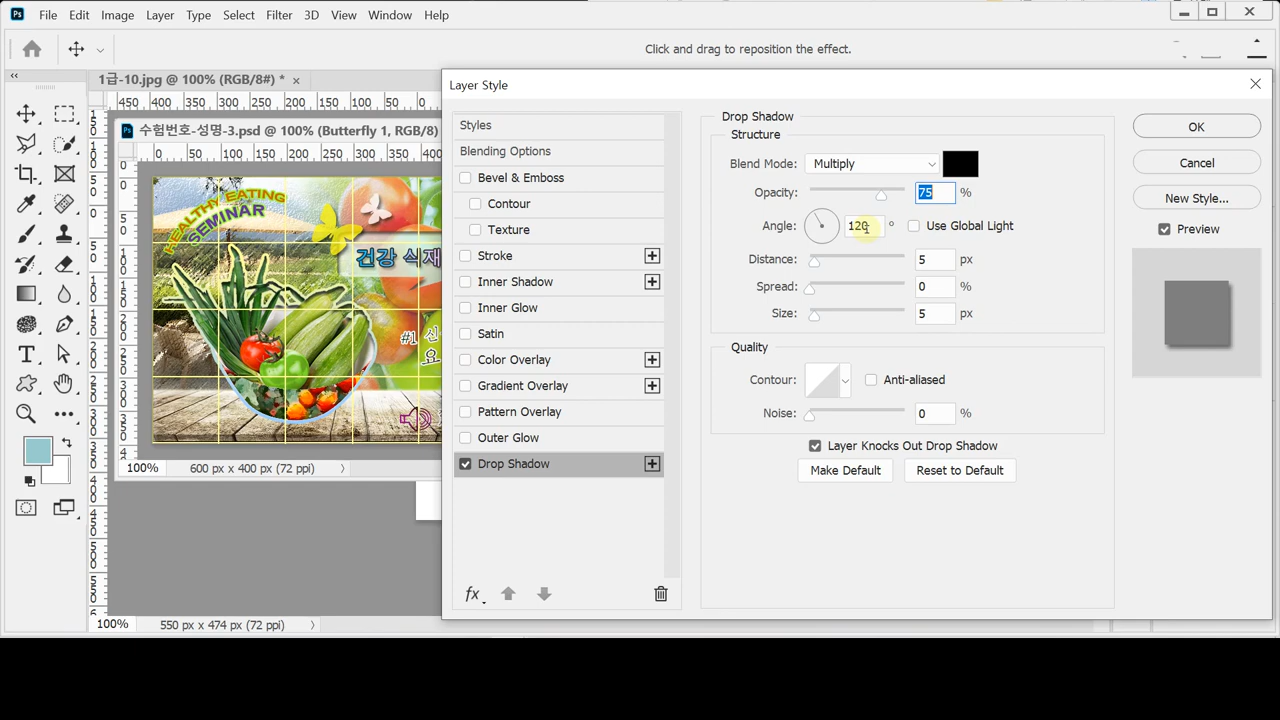 Ps File Edit Image Layer Type Select Filter 3D View Window Help
Click and drag to reposition the effect.
1급-10.jpg @ 100% (RGB/8#) *
450 400 350 300 250 200 150 100 50 0
수험번호-성명-3.psd @ 100% (Butterfly 1, RGB/8)
0 50 100 150 200 250 300 350 400
HEALTHY EATING
SEMINAR
건강 식재
#1 신
요
100% 600 px x 400 px (72 ppi)
100% 550 px x 474 px (72 ppi)
Layer Style
Styles
Blending Options
Bevel & Emboss
Contour
Texture
Stroke
Inner Shadow
Inner Glow
Satin
Color Overlay
Gradient Overlay
Pattern Overlay
Outer Glow
Drop Shadow
fx
Drop Shadow
Structure
Blend Mode: Multiply
Opacity: 75 %
Angle: 120 ° Use Global Light
Distance: 5 px
Spread: 0 %
Size: 5 px
Quality
Contour: Anti-aliased
Noise: 0 %
Layer Knocks Out Drop Shadow
Make Default Reset to Default
OK
Cancel
New Style...
Preview